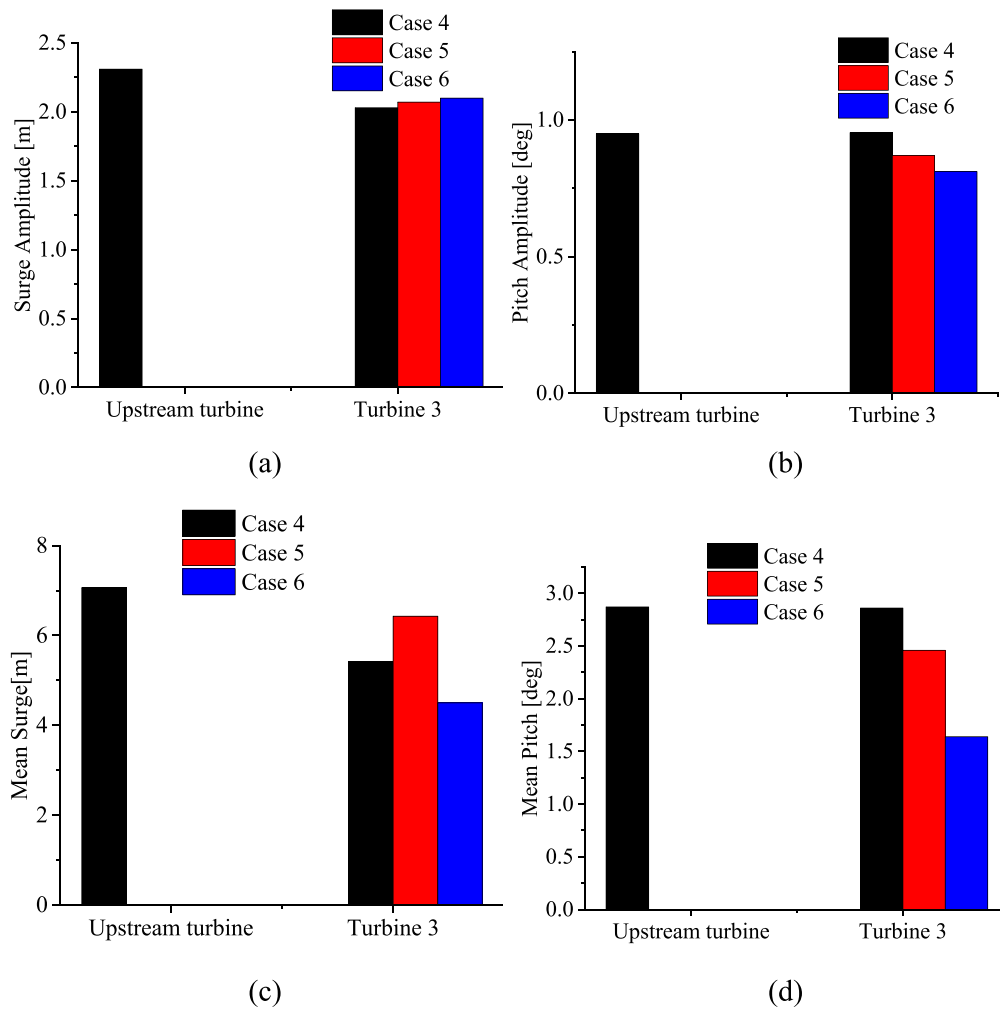 Case 4
Case 5
Case 6
Surge Amplitude [m]
2.5
2.0
1.5
1.0
0.5
0.0
Upstream turbine
Turbine 3
(a)
Case 4
Case 5
Case 6
Pitch Amplitude [deg]
1.0
0.5
0.0
Upstream turbine
Turbine 3
(b)
Case 4
Case 5
Case 6
Mean Surge[m]
8
6
4
2
0
Upstream turbine
Turbine 3
(c)
Case 4
Case 5
Case 6
Mean Pitch [deg]
3.0
2.5
2.0
1.5
1.0
0.5
0.0
Upstream turbine
Turbine 3
(d)